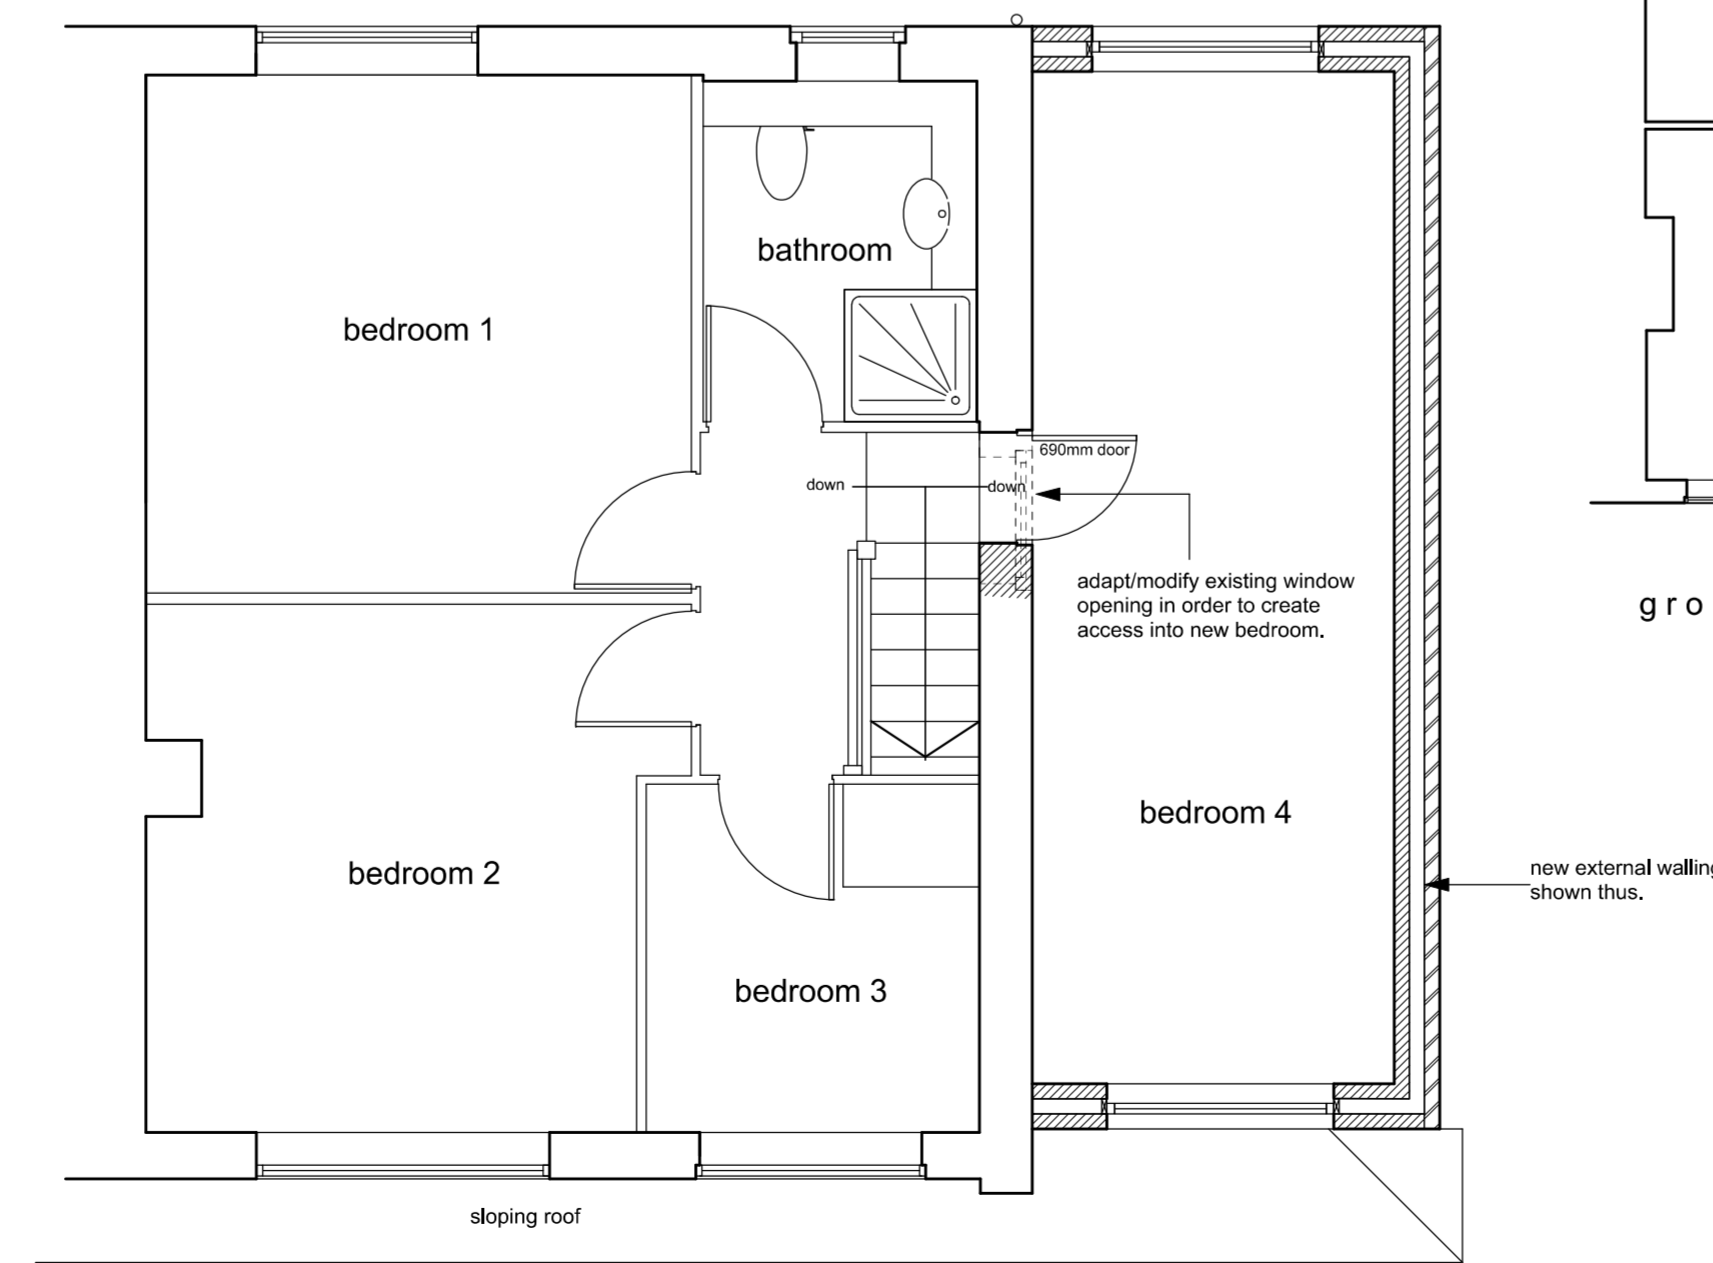 bathroom
bedroom 1
690mm door
down
down
adapt/modify existing window
opening in order to create
access into new bedroom.
gro
bedroom 4
bedroom 2
new external walling
shown thus.
bedroom 3
sloping roof